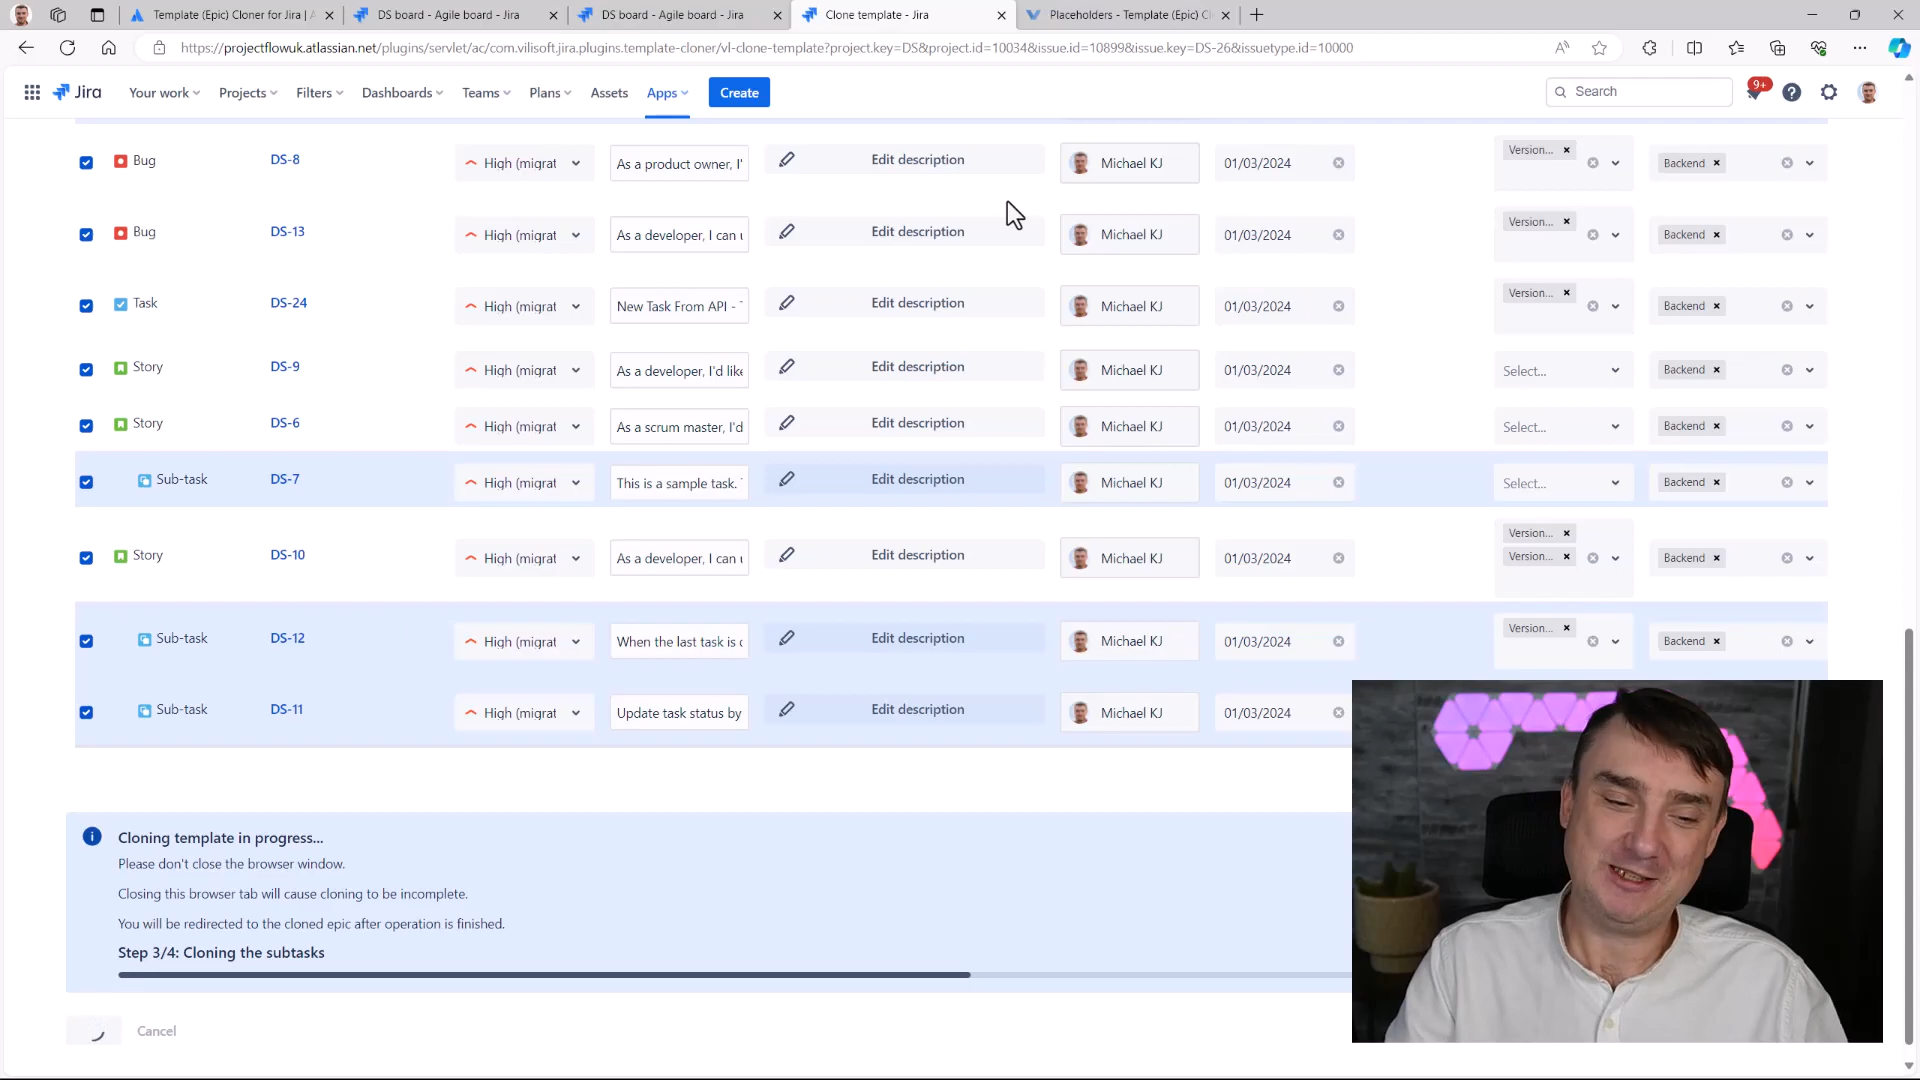 Template (Epic) Cloner for Jira | A
DS board - Agile board - Jira
DS board - Agile board - Jira
Clone template - Jira
Placeholders - Template (Epic) Cl
https://projectflowuk.atlassian.net/plugins/servlet/ac/com.vilisoft.jira.plugins.template-cloner/vl-clone-template?project.key=DS&project.id=10034&issue.id=10899&issue.key=DS-26&issuetype.id=10000
Jira
Your work
Projects
Filters
Dashboards
Teams
Plans
Assets
Apps
Create
Search
9+
Bug DS-8 High (migrat As a product owner, I' Edit description Michael KJ 01/03/2024 Version... Backend
Bug DS-13 High (migrat As a developer, I can u Edit description Michael KJ 01/03/2024 Version... Backend
Task DS-24 High (migrat New Task From API - Edit description Michael KJ 01/03/2024 Version... Backend
Story DS-9 High (migrat As a developer, I'd like Edit description Michael KJ 01/03/2024 Select... Backend
Story DS-6 High (migrat As a scrum master, I'd Edit description Michael KJ 01/03/2024 Select... Backend
Sub-task DS-7 High (migrat This is a sample task. Edit description Michael KJ 01/03/2024 Select... Backend
Story DS-10 High (migrat As a developer, I can u Edit description Michael KJ 01/03/2024 Version... Version... Backend
Sub-task DS-12 High (migrat When the last task is Edit description Michael KJ 01/03/2024 Version... Backend
Sub-task DS-11 High (migrat Update task status by Edit description Michael KJ 01/03/2024
Cloning template in progress...
Please don't close the browser window.
Closing this browser tab will cause cloning to be incomplete.
You will be redirected to the cloned epic after operation is finished.
Step 3/4: Cloning the subtasks
Cancel